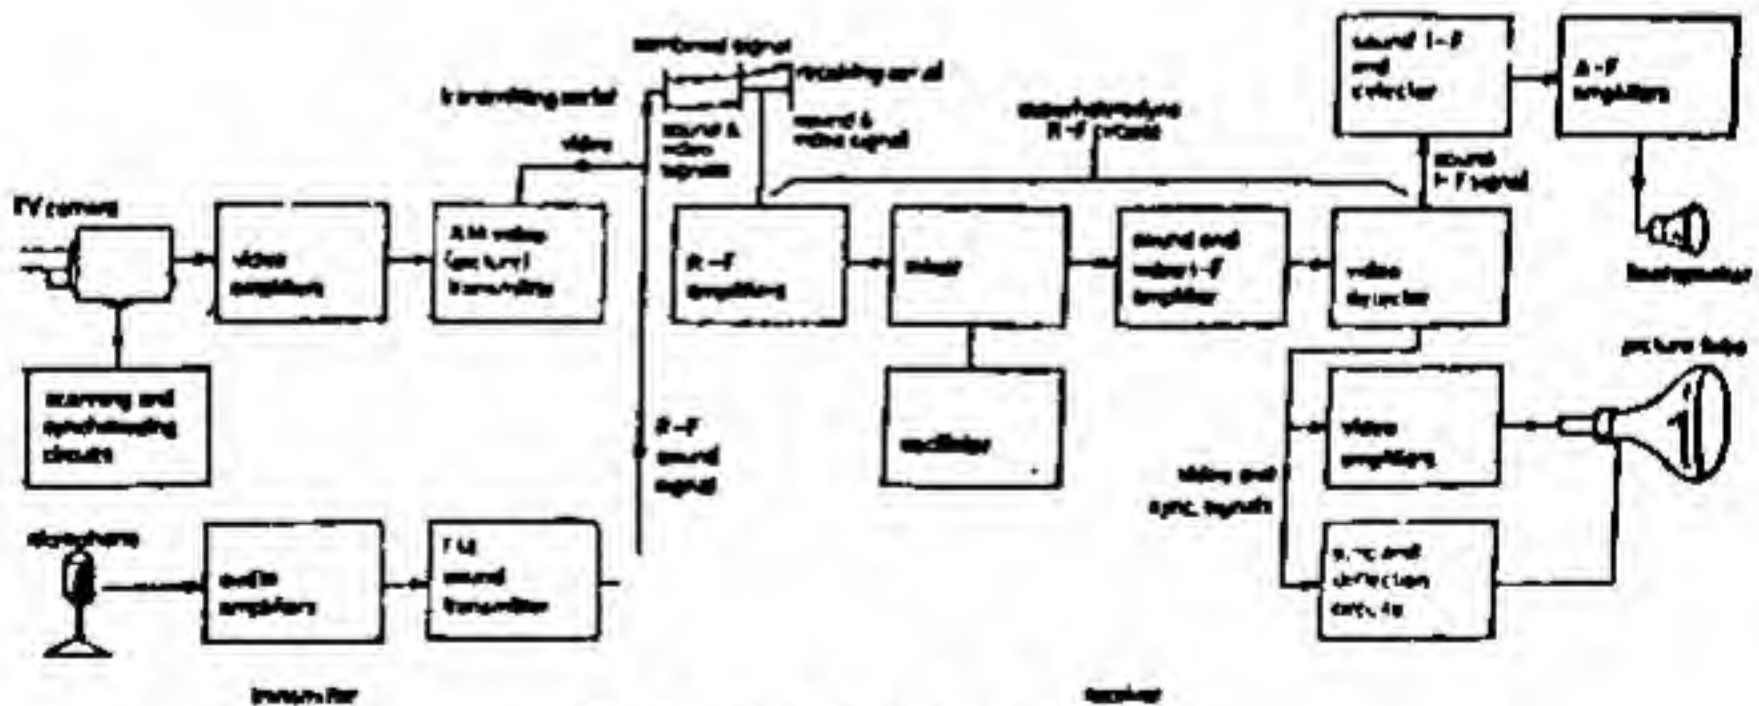 combined signal
transmitting aerial
receiving aerial
sound &
video
signals
sound &
video signal
video
superheterodyne
R-F circuits
sound I-F
and
detector
A-F
amplifiers
sound
I-F signal
loudspeaker
TV camera
video
amplifiers
AM video
(picture)
transmitter
R-F
amplifiers
mixer
sound and
video I-F
amplifier
video
detector
scanning and
synchronizing
circuits
oscillator
R-F
sound
signal
picture tube
video
amplifiers
video and
sync. signals
sync and
deflection
circuits
microphone
audio
amplifiers
FM
sound
transmitter
transmitter
receiver